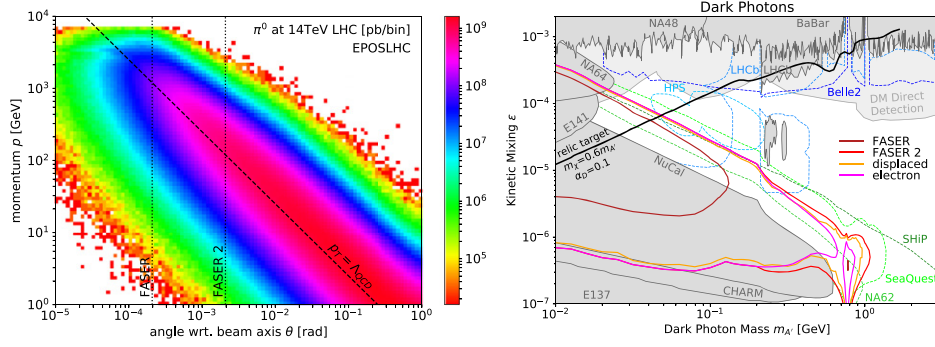 π⁰ at 14TeV LHC [pb/bin]
EPOSLHC
momentum p [GeV]
10⁴
10³
10²
10¹
10⁰
FASER
FASER 2
p_T = Λ_QCD
10⁻⁵
10⁻⁴
10⁻³
10⁻²
10⁻¹
10⁰
angle wrt. beam axis θ [rad]
10⁹
10⁸
10⁷
10⁶
10⁵
Dark Photons
Kinetic Mixing ε
10⁻³
10⁻⁴
10⁻⁵
10⁻⁶
10⁻⁷
NA48
BaBar
NA64
LHCb
LHCb
HPS
Belle2
DM Direct
Detection
E141
relic target
m_χ=0.6m_A'
α_D=0.1
NuCal
FASER
FASER 2
displaced
electron
SHiP
SeaQuest
NA62
CHARM
E137
10⁻²
10⁻¹
10⁰
Dark Photon Mass m_A' [GeV]